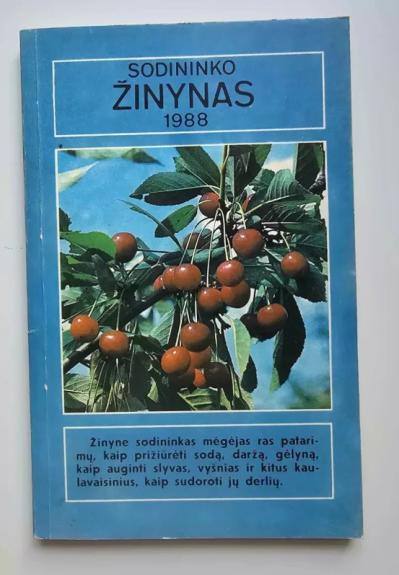 SODININKO
ŽINYNAS
1988
Žinyne sodininkas mėgėjas ras patari-
mų, kaip prižiūrėti sodą, daržą, gėlyną,
kaip auginti slyvas, vyšnias ir kitus kau-
lavaisinius, kaip sudoroti jų derlių.